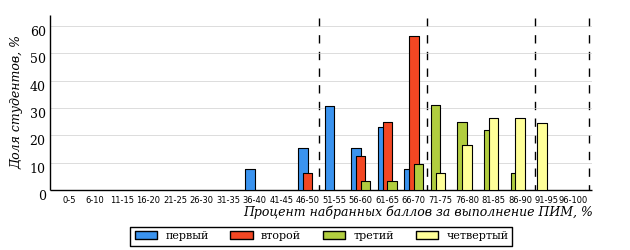 Доля студентов, %
60
50
40
30
20
10
0
0-5 6-10 11-15 16-20 21-25 26-30 31-35 36-40 41-45 46-50 51-55 56-60 61-65 66-70 71-75 76-80 81-85 86-90 91-95 96-100
Процент набранных баллов за выполнение ПИМ, %
первый второй третий четвертый